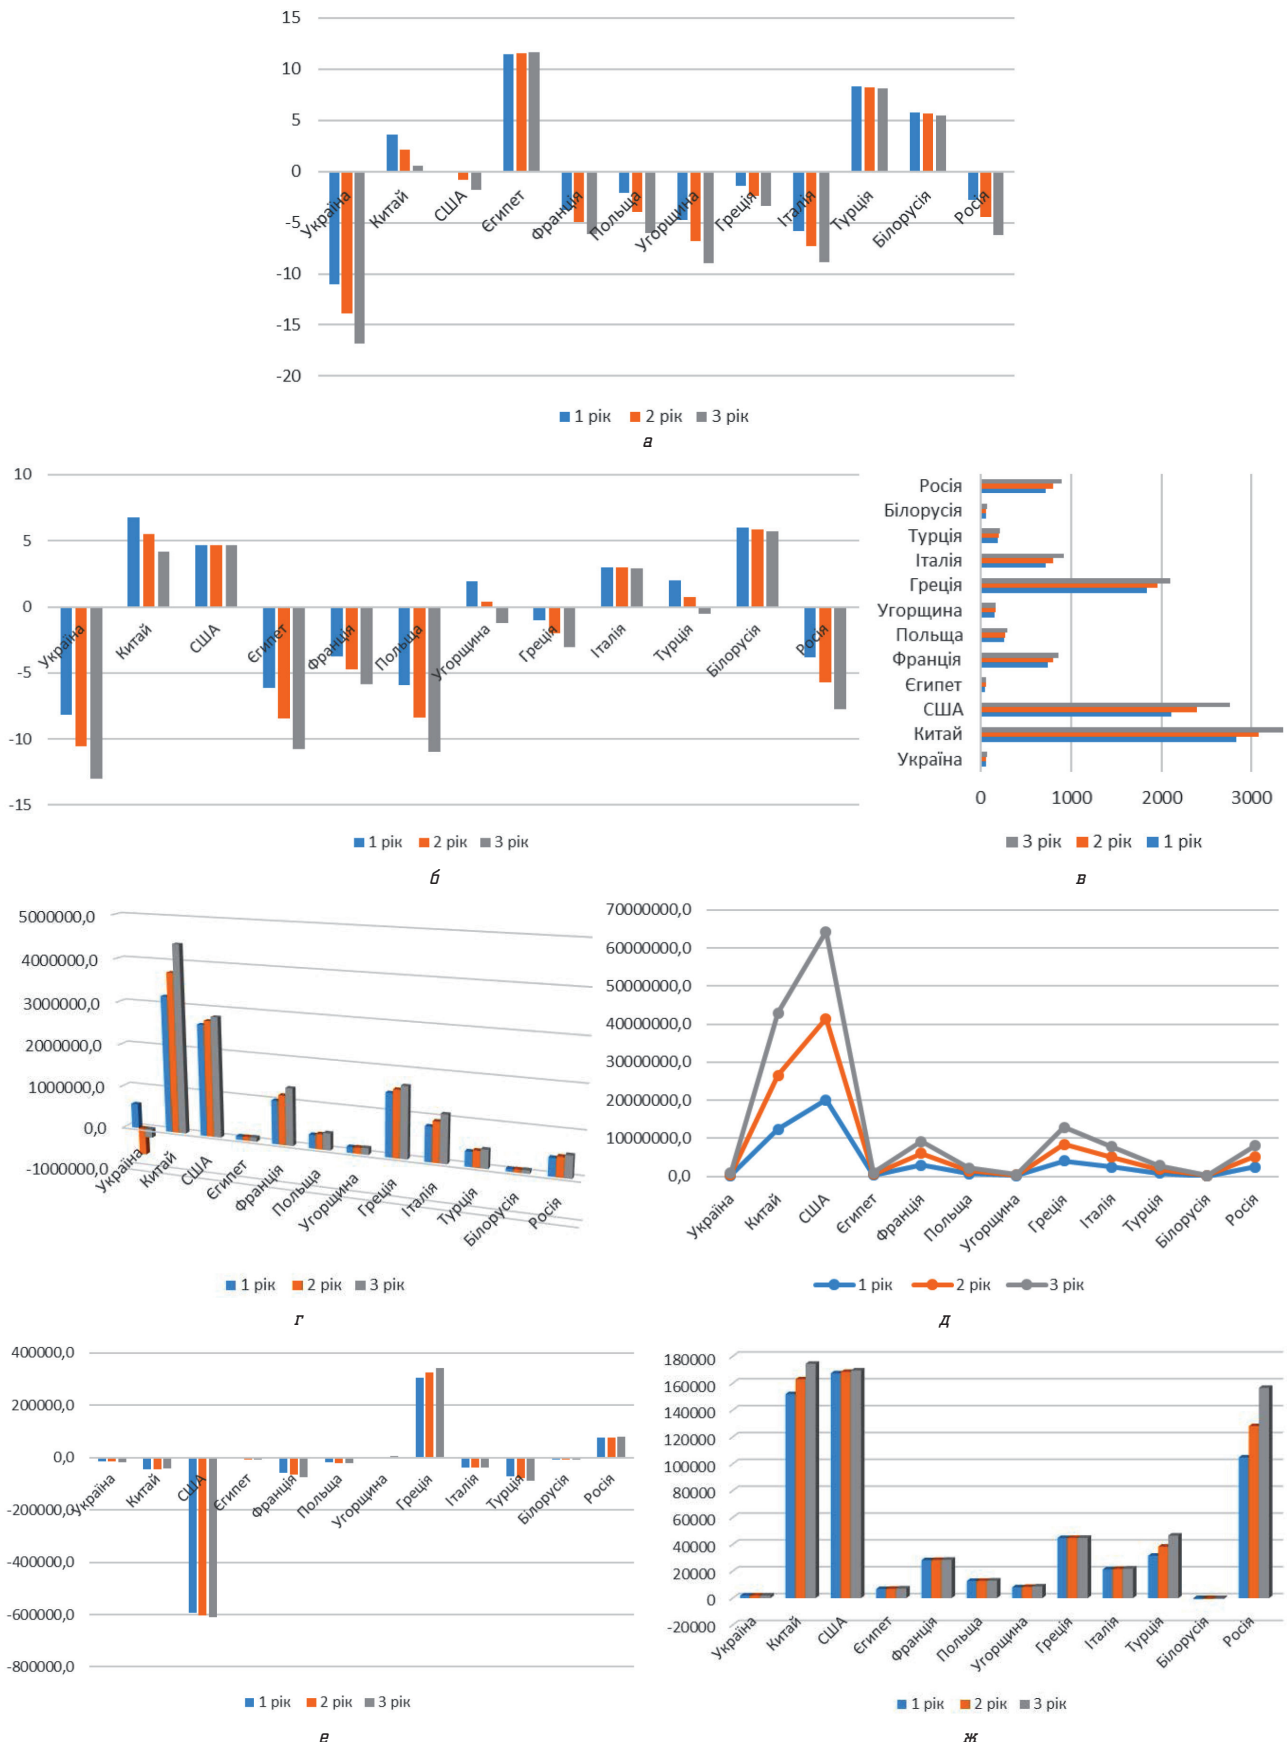 15
10
5
0
-5
-10
-15
-20
Україна
Китай
США
Єгипет
Франція
Польща
Угорщина
Греція
Італія
Турція
Білорусія
Росія
1 рік 2 рік 3 рік
а
10
5
0
-5
-10
-15
Україна
Китай
США
Єгипет
Франція
Польща
Угорщина
Греція
Італія
Турція
Білорусія
Росія
1 рік 2 рік 3 рік
б
Росія
Білорусія
Турція
Італія
Греція
Угорщина
Польща
Франція
Єгипет
США
Китай
Україна
0 1000 2000 3000
3 рік 2 рік 1 рік
в
5000000,0
4000000,0
3000000,0
2000000,0
1000000,0
0,0
-1000000,0
Україна
Китай
США
Єгипет
Франція
Польща
Угорщина
Греція
Італія
Турція
Білорусія
Росія
1 рік 2 рік 3 рік
г
70000000,0
60000000,0
50000000,0
40000000,0
30000000,0
20000000,0
10000000,0
0,0
Україна
Китай
США
Єгипет
Франція
Польща
Угорщина
Греція
Італія
Турція
Білорусія
Росія
1 рік 2 рік 3 рік
д
400000,0
200000,0
0,0
-200000,0
-400000,0
-600000,0
-800000,0
Україна
Китай
США
Єгипет
Франція
Польща
Угорщина
Греція
Італія
Турція
Білорусія
Росія
1 рік 2 рік 3 рік
е
180000
160000
140000
120000
100000
80000
60000
40000
20000
0
-20000
Україна
Китай
США
Єгипет
Франція
Польща
Угорщина
Греція
Італія
Турція
Білорусія
Росія
1 рік 2 рік 3 рік
ж